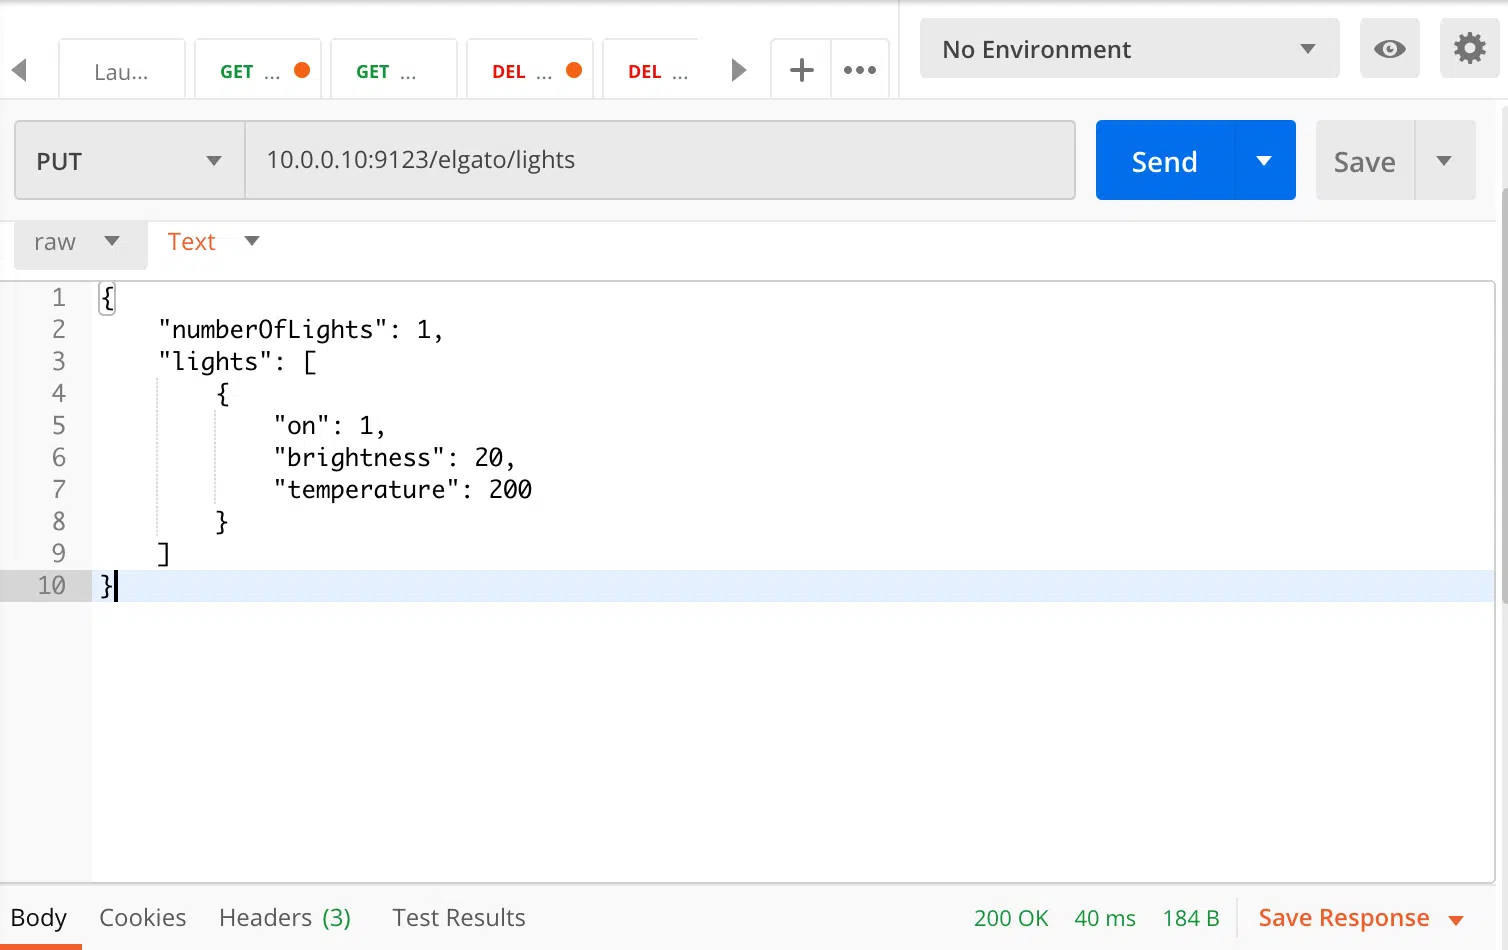 Lau... GET ... GET ... DEL ... DEL ... No Environment
PUT 10.0.0.10:9123/elgato/lights Send Save
raw Text
1 {
2 "numberOfLights": 1,
3 "lights": [
4 {
5 "on": 1,
6 "brightness": 20,
7 "temperature": 200
8 }
9 ]
10 }
Body Cookies Headers (3) Test Results 200 OK 40 ms 184 B Save Response